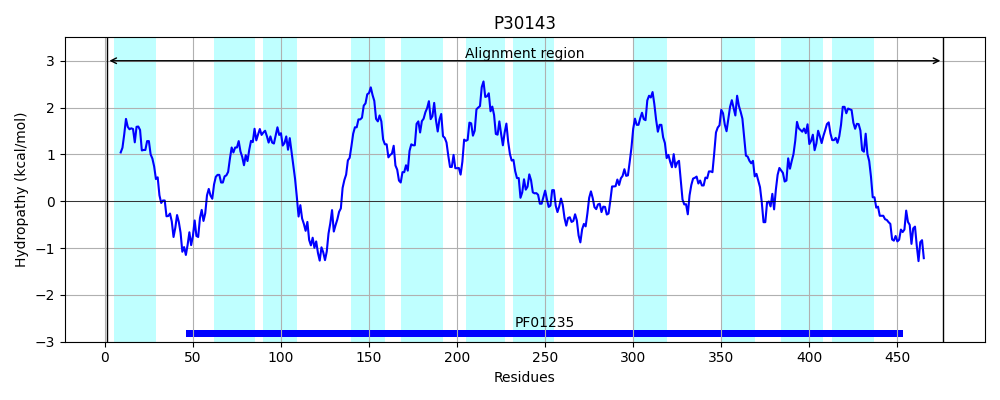 P30143
Alignment region
Hydropathy (kcal/mol)
3
2
1
0
−1
−2
−3
PF01235
0 50 100 150 200 250 300 350 400 450
Residues